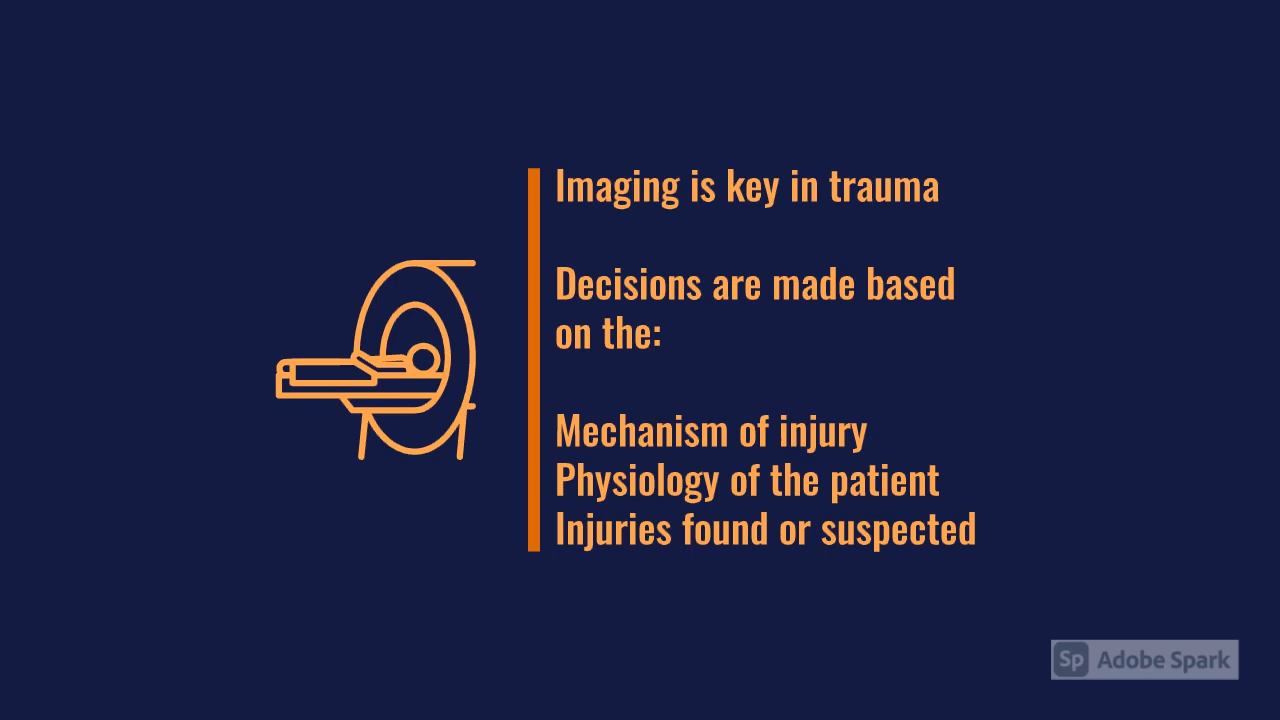 Imaging is key in trauma
Decisions are made based
on the:
Mechanism of injury
Physiology of the patient
Injuries found or suspected
Sp Adobe Spark